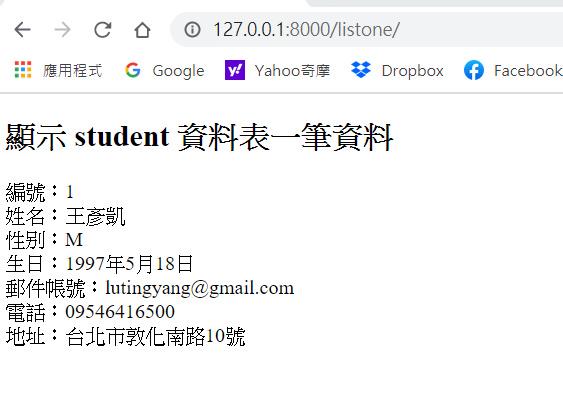 127.0.0.1:8000/listone/
應用程式 Google Yahoo奇摩 Dropbox Facebook
顯示 student 資料表一筆資料
編號：1
姓名：王彥凱
性別：M
生日：1997年5月18日
郵件帳號：lutingyang@gmail.com
電話：09546416500
地址：台北市敦化南路10號